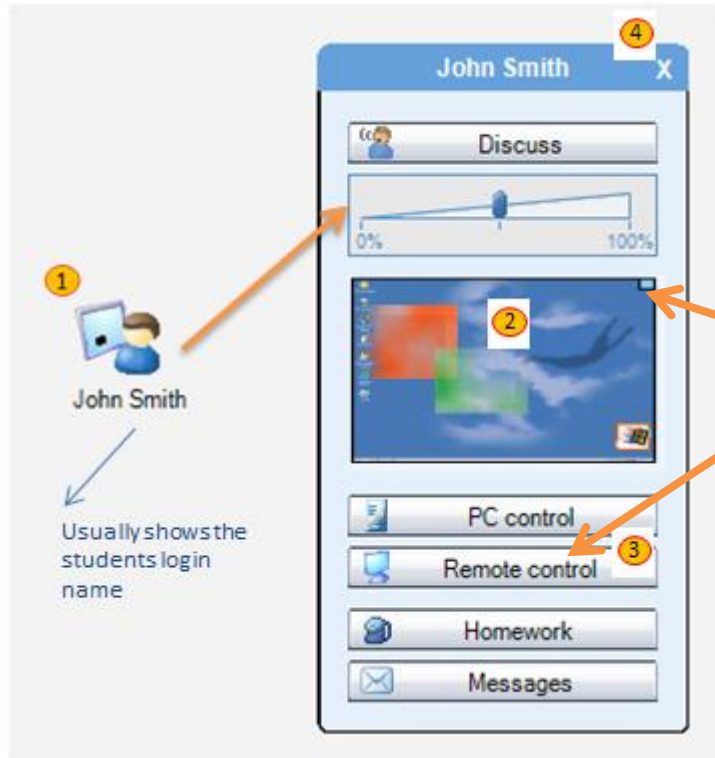 4
John Smith X
Discuss
0% 100%
1
2
John Smith
Usually shows the
students login
name
PC control
3
Remote control
Homework
Messages